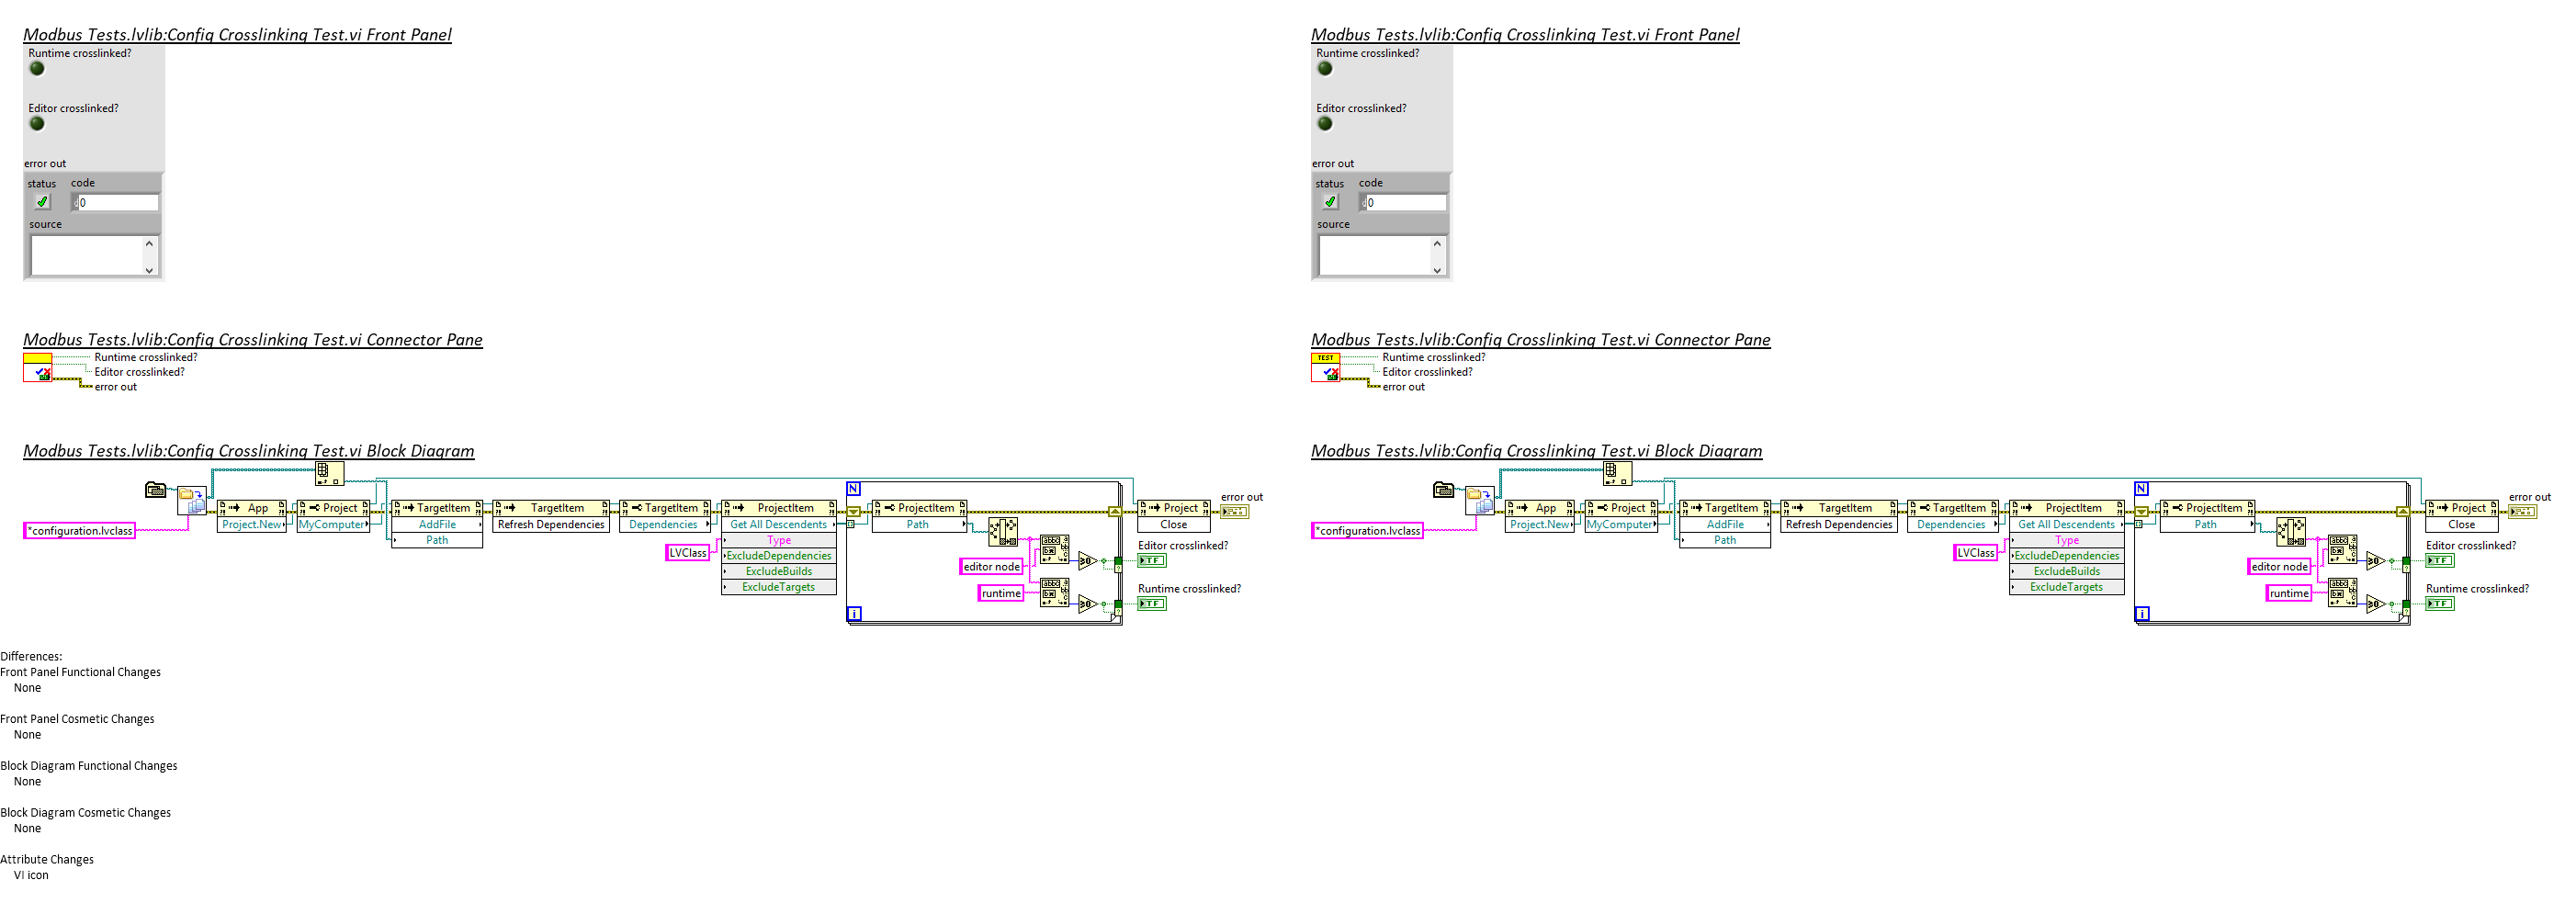 Modbus Tests.lvlib:Config Crosslinking Test.vi Front Panel
Runtime crosslinked?
Editor crosslinked?
error out
status code
0
source
Modbus Tests.lvlib:Config Crosslinking Test.vi Connector Pane
Runtime crosslinked?
Editor crosslinked?
error out
Modbus Tests.lvlib:Config Crosslinking Test.vi Block Diagram
*configuration.lvclass
App
Project.New
Project
MyComputer
TargetItem
AddFile
Path
TargetItem
Refresh Dependencies
TargetItem
Dependencies
ProjectItem
Get All Descendents
Type
ExcludeDependencies
ExcludeBuilds
ExcludeTargets
LVClass
N
ProjectItem
Path
editor node
runtime
≥0
≥0
i
Project
Close
error out
Editor crosslinked?
TF
Runtime crosslinked?
TF
Modbus Tests.lvlib:Config Crosslinking Test.vi Front Panel
Runtime crosslinked?
Editor crosslinked?
error out
status code
0
source
Modbus Tests.lvlib:Config Crosslinking Test.vi Connector Pane
TEST
Runtime crosslinked?
Editor crosslinked?
error out
Modbus Tests.lvlib:Config Crosslinking Test.vi Block Diagram
*configuration.lvclass
App
Project.New
Project
MyComputer
TargetItem
AddFile
Path
TargetItem
Refresh Dependencies
TargetItem
Dependencies
ProjectItem
Get All Descendents
Type
ExcludeDependencies
ExcludeBuilds
ExcludeTargets
LVClass
N
ProjectItem
Path
editor node
runtime
≥0
≥0
i
Project
Close
error out
Editor crosslinked?
TF
Runtime crosslinked?
TF
Differences:
Front Panel Functional Changes
None
Front Panel Cosmetic Changes
None
Block Diagram Functional Changes
None
Block Diagram Cosmetic Changes
None
Attribute Changes
VI icon